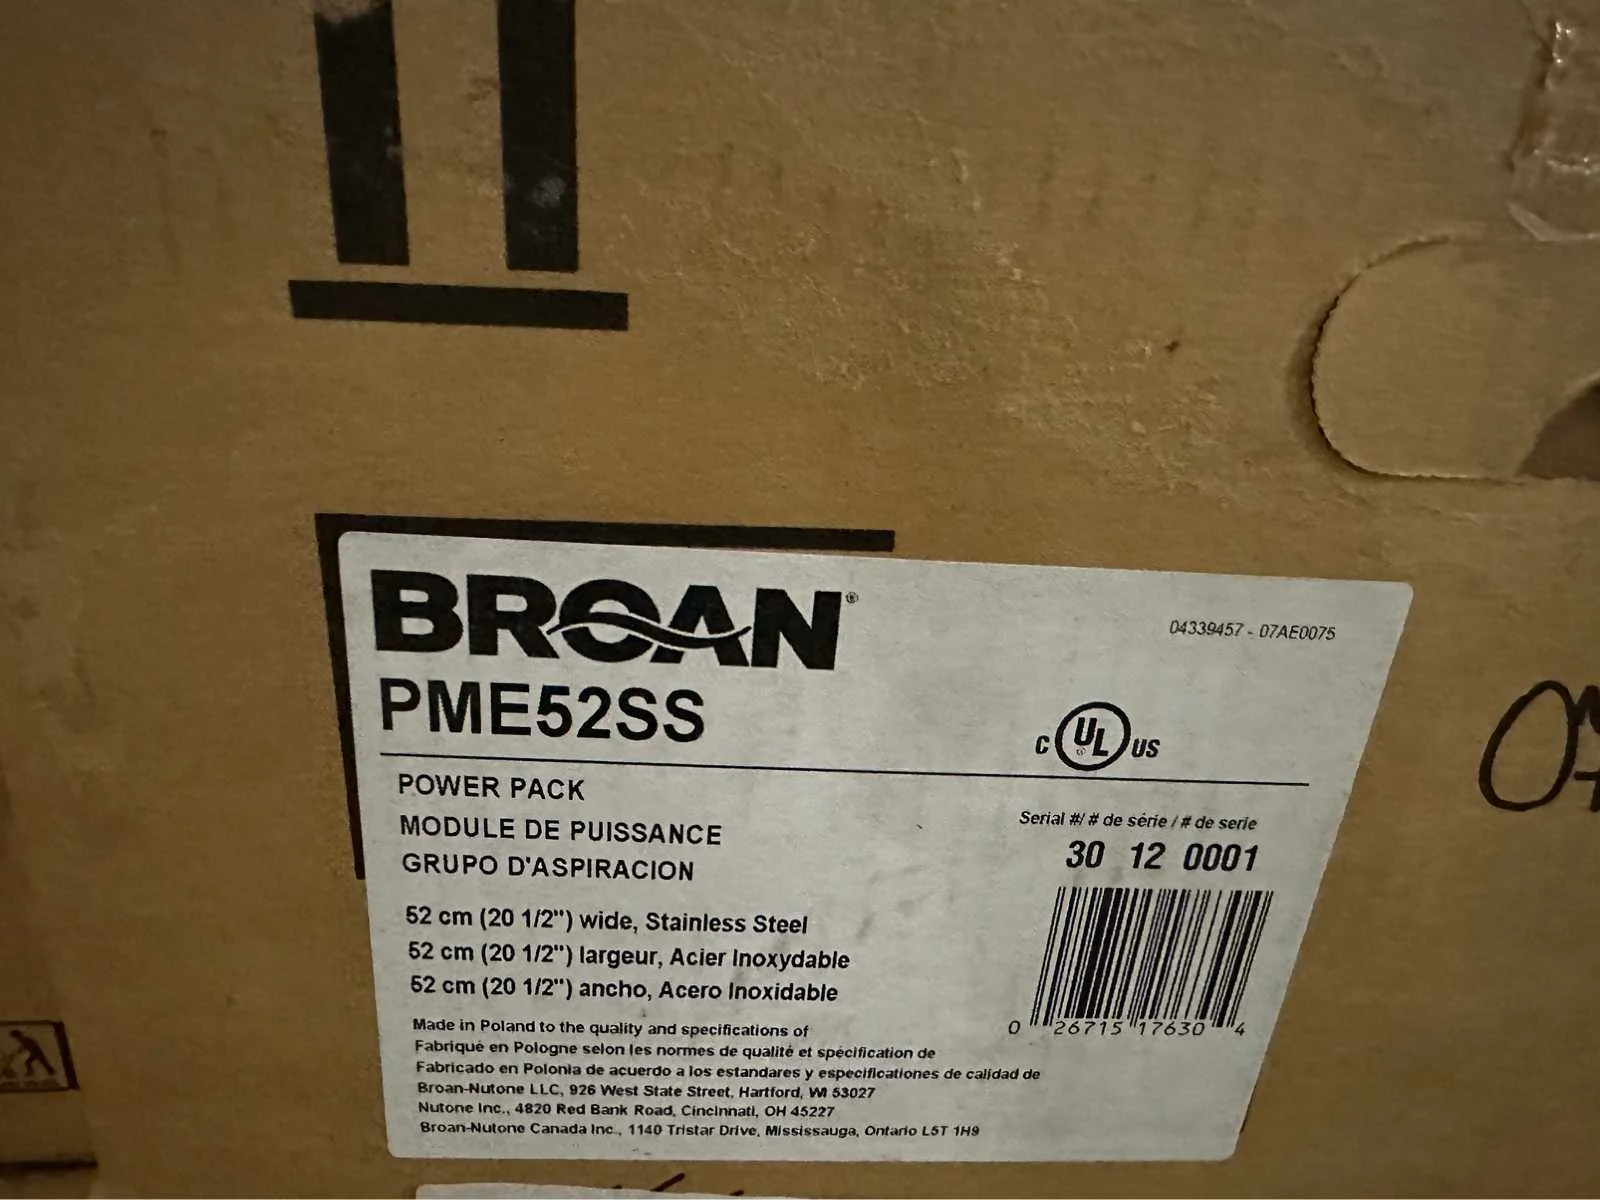 BROAN®
04339457 - 07AE0075
PME52SS
C UL US
POWER PACK
MODULE DE PUISSANCE
GRUPO D'ASPIRACION
Serial #/ # de série / # de serie
30 12 0001
52 cm (20 1/2") wide, Stainless Steel
52 cm (20 1/2") largeur, Acier Inoxydable
52 cm (20 1/2") ancho, Acero Inoxidable
0 26715 17630 4
Made in Poland to the quality and specifications of
Fabriqué en Pologne selon les normes de qualité et spécification de
Fabricado en Polonia de acuerdo a los estandares y especificationes de calidad de
Broan-Nutone LLC, 926 West State Street, Hartford, WI 53027
Nutone Inc., 4820 Red Bank Road, Cincinnati, OH 45227
Broan-Nutone Canada Inc., 1140 Tristar Drive, Mississauga, Ontario L5T 1H9